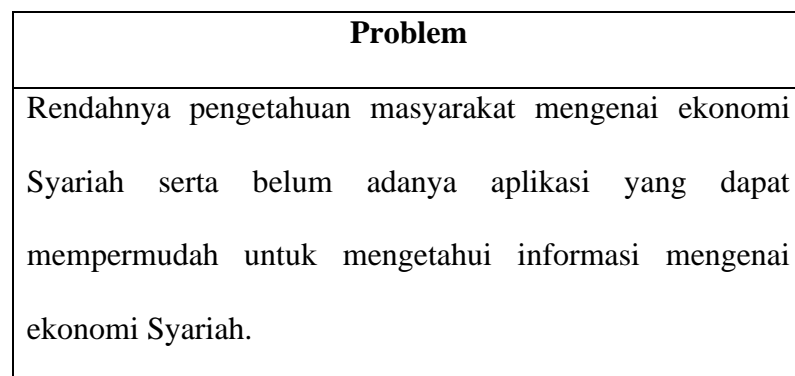 Problem
Rendahnya pengetahuan masyarakat mengenai ekonomi
Syariah serta belum adanya aplikasi yang dapat
mempermudah untuk mengetahui informasi mengenai
ekonomi Syariah.